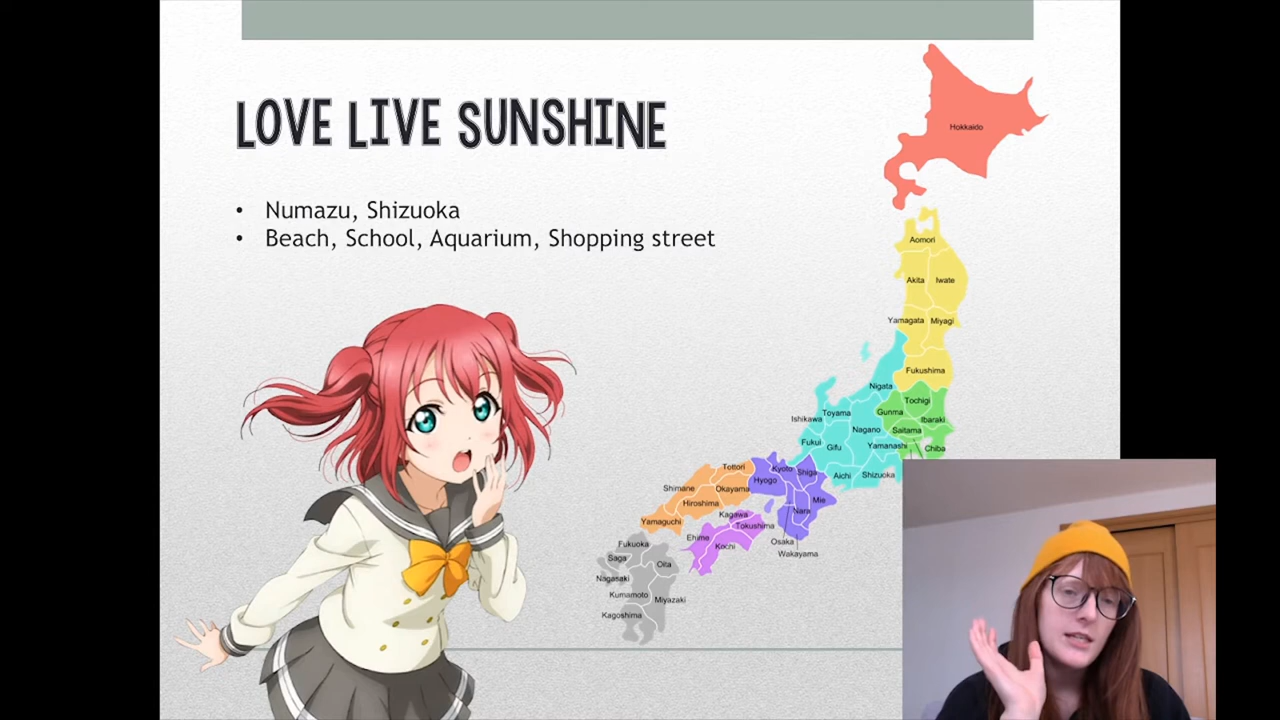 LOVE LIVE SUNSHINE
• Numazu, Shizuoka
• Beach, School, Aquarium, Shopping street
Hokkaido
Aomori
Akita Iwate
Yamagata Miyagi
Fukushima
Nigata
Tochigi
Gunma
Ibaraki
Ishikawa
Toyama
Nagano
Saitama
Fukui
Gifu
Yamanashi
Chiba
Aichi
Shizuoka
Tottori
Kyoto
Shiga
Hyogo
Shimane
Okayama
Hiroshima
Mie
Nara
Yamaguchi
Kagawa
Tokushima
Ehime
Kochi
Osaka
Wakayama
Fukuoka
Saga
Oita
Nagasaki
Kumamoto
Miyazaki
Kagoshima